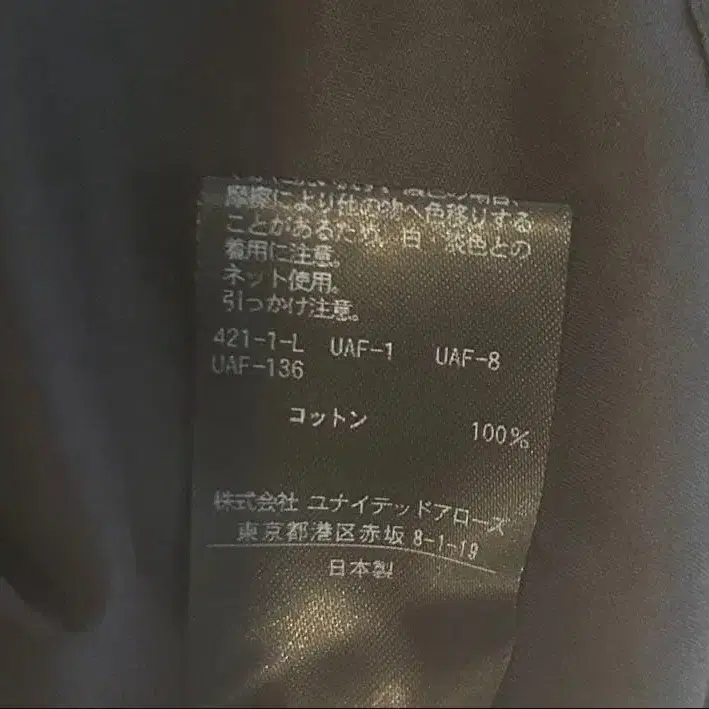 の場合、
摩擦により他の物へ色移りする
ことがあるため、白・淡色との
着用に注意。
ネット使用。
引っかけ注意。
421-1-L UAF-1 UAF-8
UAF-136
コットン 100%
株式会社 ユナイテッドアローズ
東京都港区赤坂 8-1-19
日本製